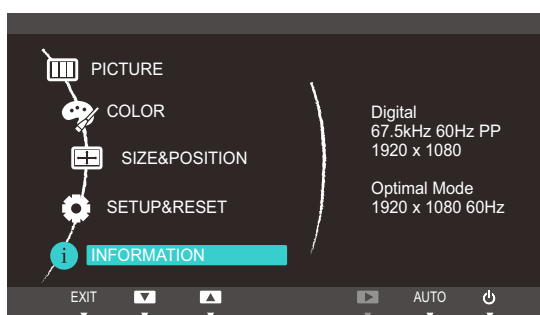 PICTURE
COLOR
SIZE&POSITION
SETUP&RESET
i INFORMATION
Digital
67.5kHz 60Hz PP
1920 x 1080
Optimal Mode
1920 x 1080 60Hz
EXIT
AUTO